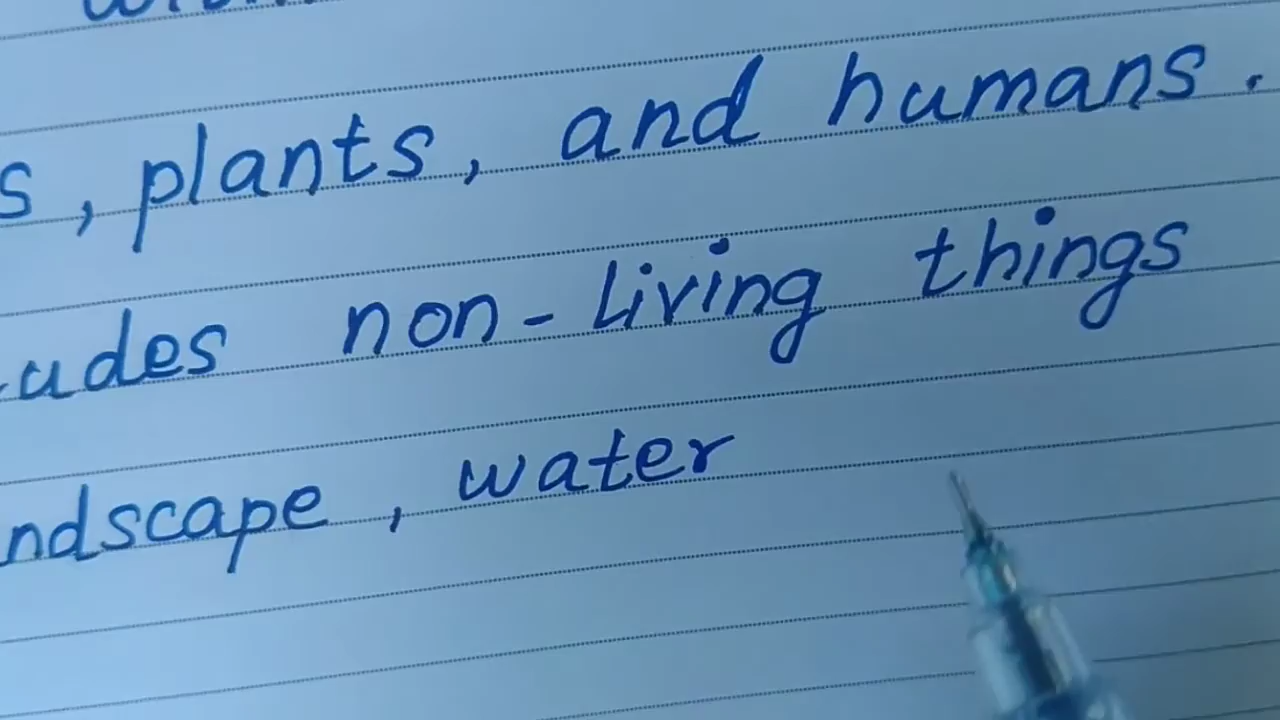 s, plants, and humans.
udes non-living things
ndscape, water